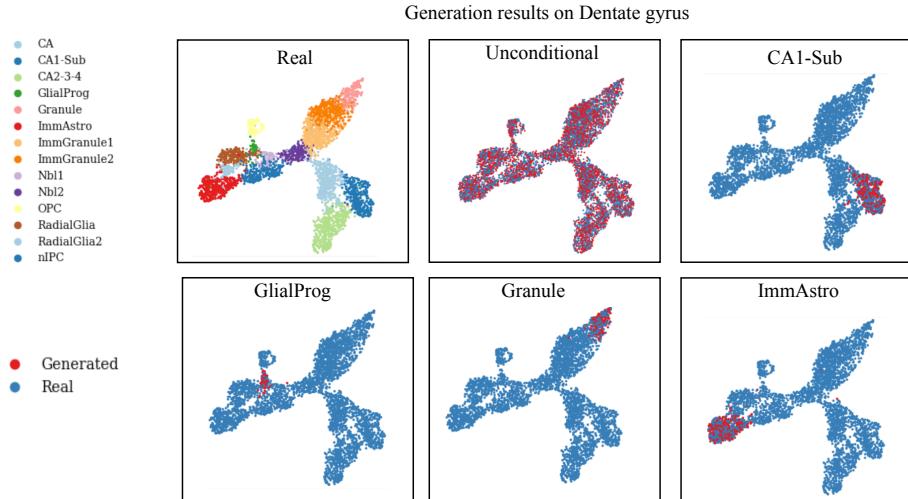 Generation results on Dentate gyrus
CA
CA1-Sub
CA2-3-4
GlialProg
Granule
ImmAstro
ImmGranule1
ImmGranule2
Nbl1
Nbl2
OPC
RadialGlia
RadialGlia2
nIPC
Real
Unconditional
CA1-Sub
Generated
Real
GlialProg
Granule
ImmAstro